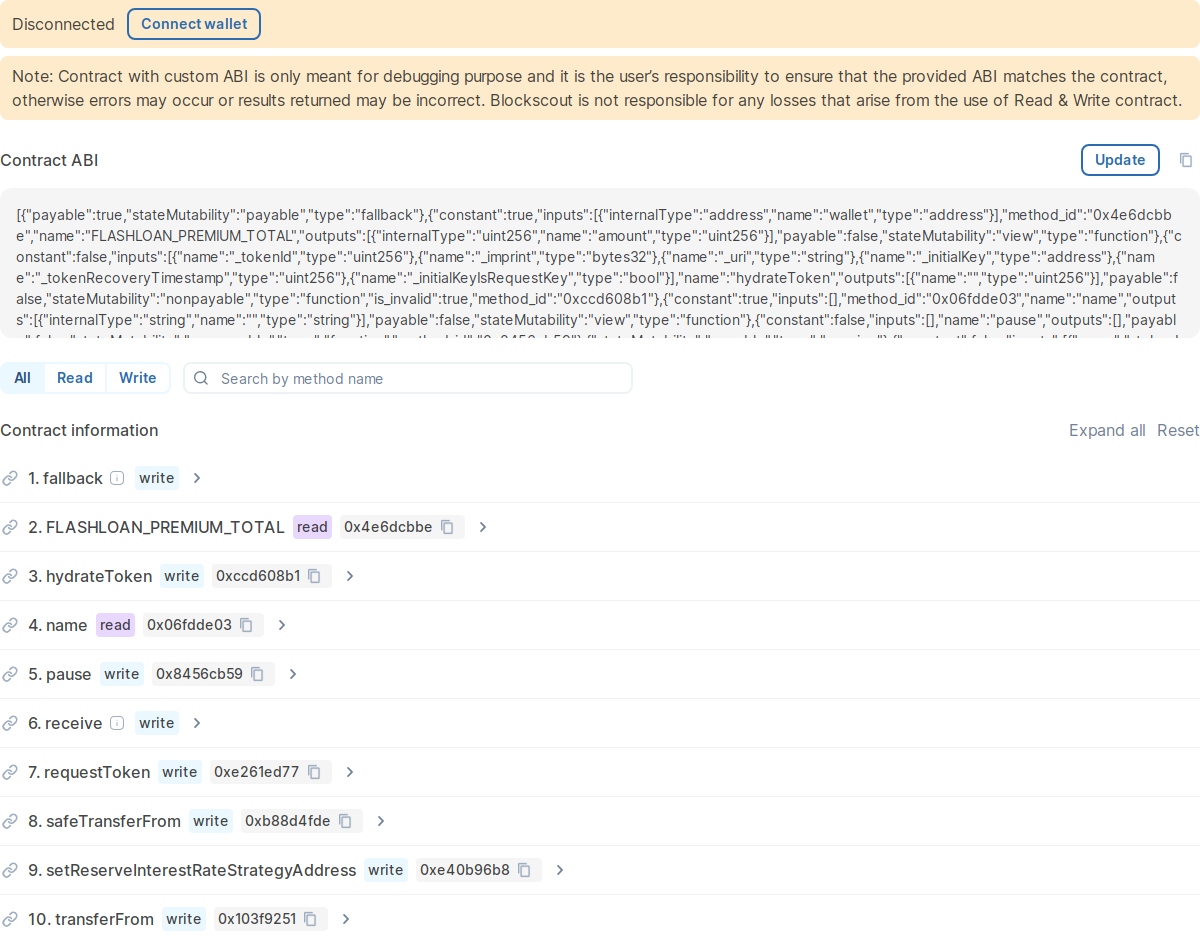 Disconnected Connect wallet
Note: Contract with custom ABI is only meant for debugging purpose and it is the user's responsibility to ensure that the provided ABI matches the contract,
otherwise errors may occur or results returned may be incorrect. Blockscout is not responsible for any losses that arise from the use of Read & Write contract.
Contract ABI Update
[{"payable":true,"stateMutability":"payable","type":"fallback"},{"constant":true,"inputs":[{"internalType":"address","name":"wallet","type":"address"}],"method_id":"0x4e6dcbb
e","name":"FLASHLOAN_PREMIUM_TOTAL","outputs":[{"internalType":"uint256","name":"amount","type":"uint256"}],"payable":false,"stateMutability":"view","type":"function"},{"c
onstant":false,"inputs":[{"name":"_tokenId","type":"uint256"},{"name":"_imprint","type":"bytes32"},{"name":"_uri","type":"string"},{"name":"_initialKey","type":"address"},{"nam
e":"_tokenRecoveryTimestamp","type":"uint256"},{"name":"_initialKeyIsRequestKey","type":"bool"}],"name":"hydrateToken","outputs":[{"name":"","type":"uint256"}],"payable":f
alse,"stateMutability":"nonpayable","type":"function","is_invalid":true,"method_id":"0xccd608b1"},{"constant":true,"inputs":[],"method_id":"0x06fdde03","name":"name","output
s":[{"internalType":"string","name":"","type":"string"}],"payable":false,"stateMutability":"view","type":"function"},{"constant":false,"inputs":[],"name":"pause","outputs":[],"payabl
All Read Write Search by method name
Contract information Expand all Reset
1. fallback write
2. FLASHLOAN_PREMIUM_TOTAL read 0x4e6dcbbe
3. hydrateToken write 0xccd608b1
4. name read 0x06fdde03
5. pause write 0x8456cb59
6. receive write
7. requestToken write 0xe261ed77
8. safeTransferFrom write 0xb88d4fde
9. setReserveInterestRateStrategyAddress write 0xe40b96b8
10. transferFrom write 0x103f9251